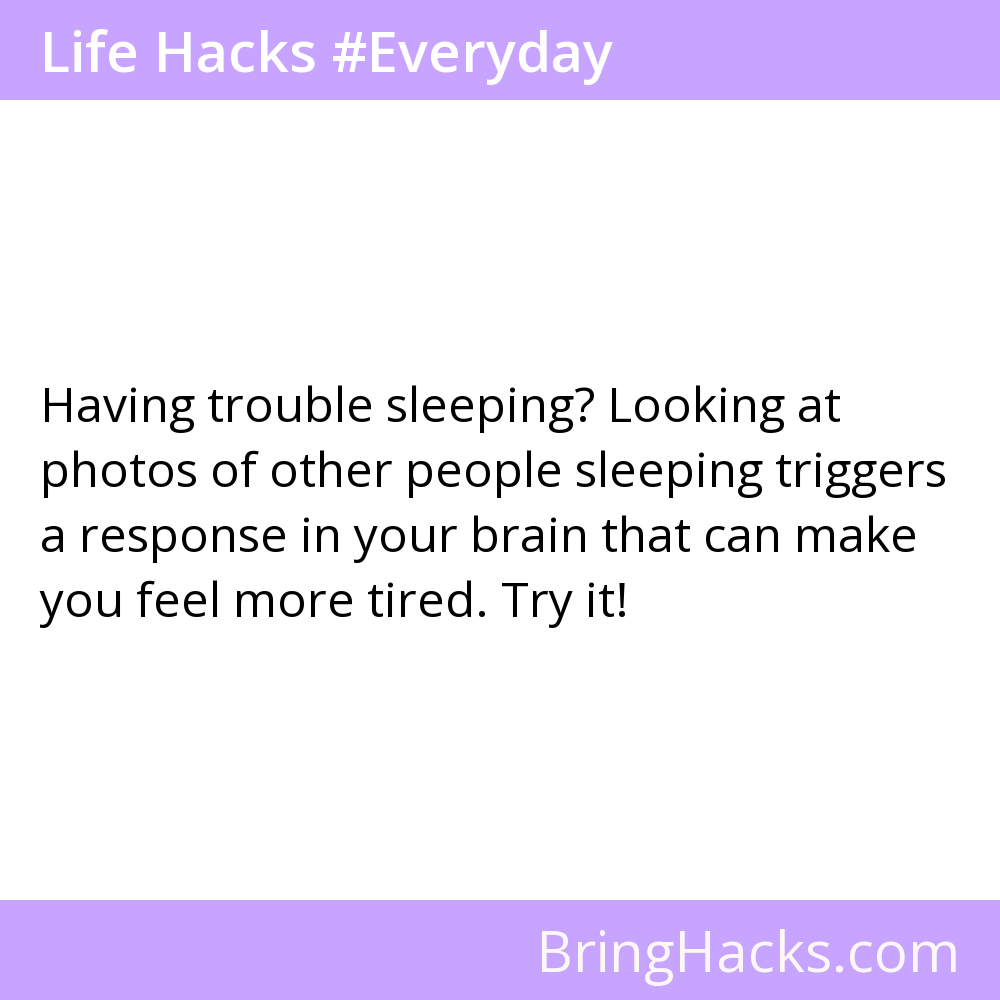 Life Hacks #Everyday
Having trouble sleeping? Looking at
photos of other people sleeping triggers
a response in your brain that can make
you feel more tired. Try it!
BringHacks.com